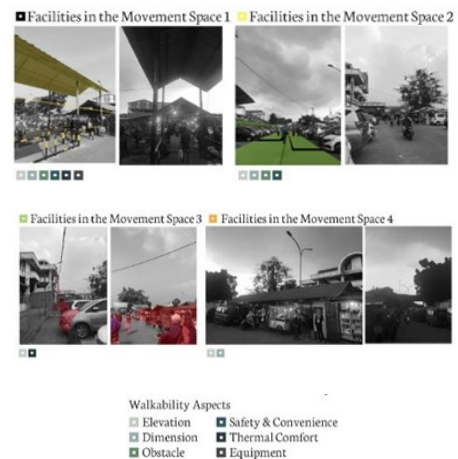 Facilities in the Movement Space 1
Facilities in the Movement Space 2
Facilities in the Movement Space 3
Facilities in the Movement Space 4
Walkability Aspects
Elevation
Safety & Convenience
Dimension
Thermal Comfort
Obstacle
Equipment